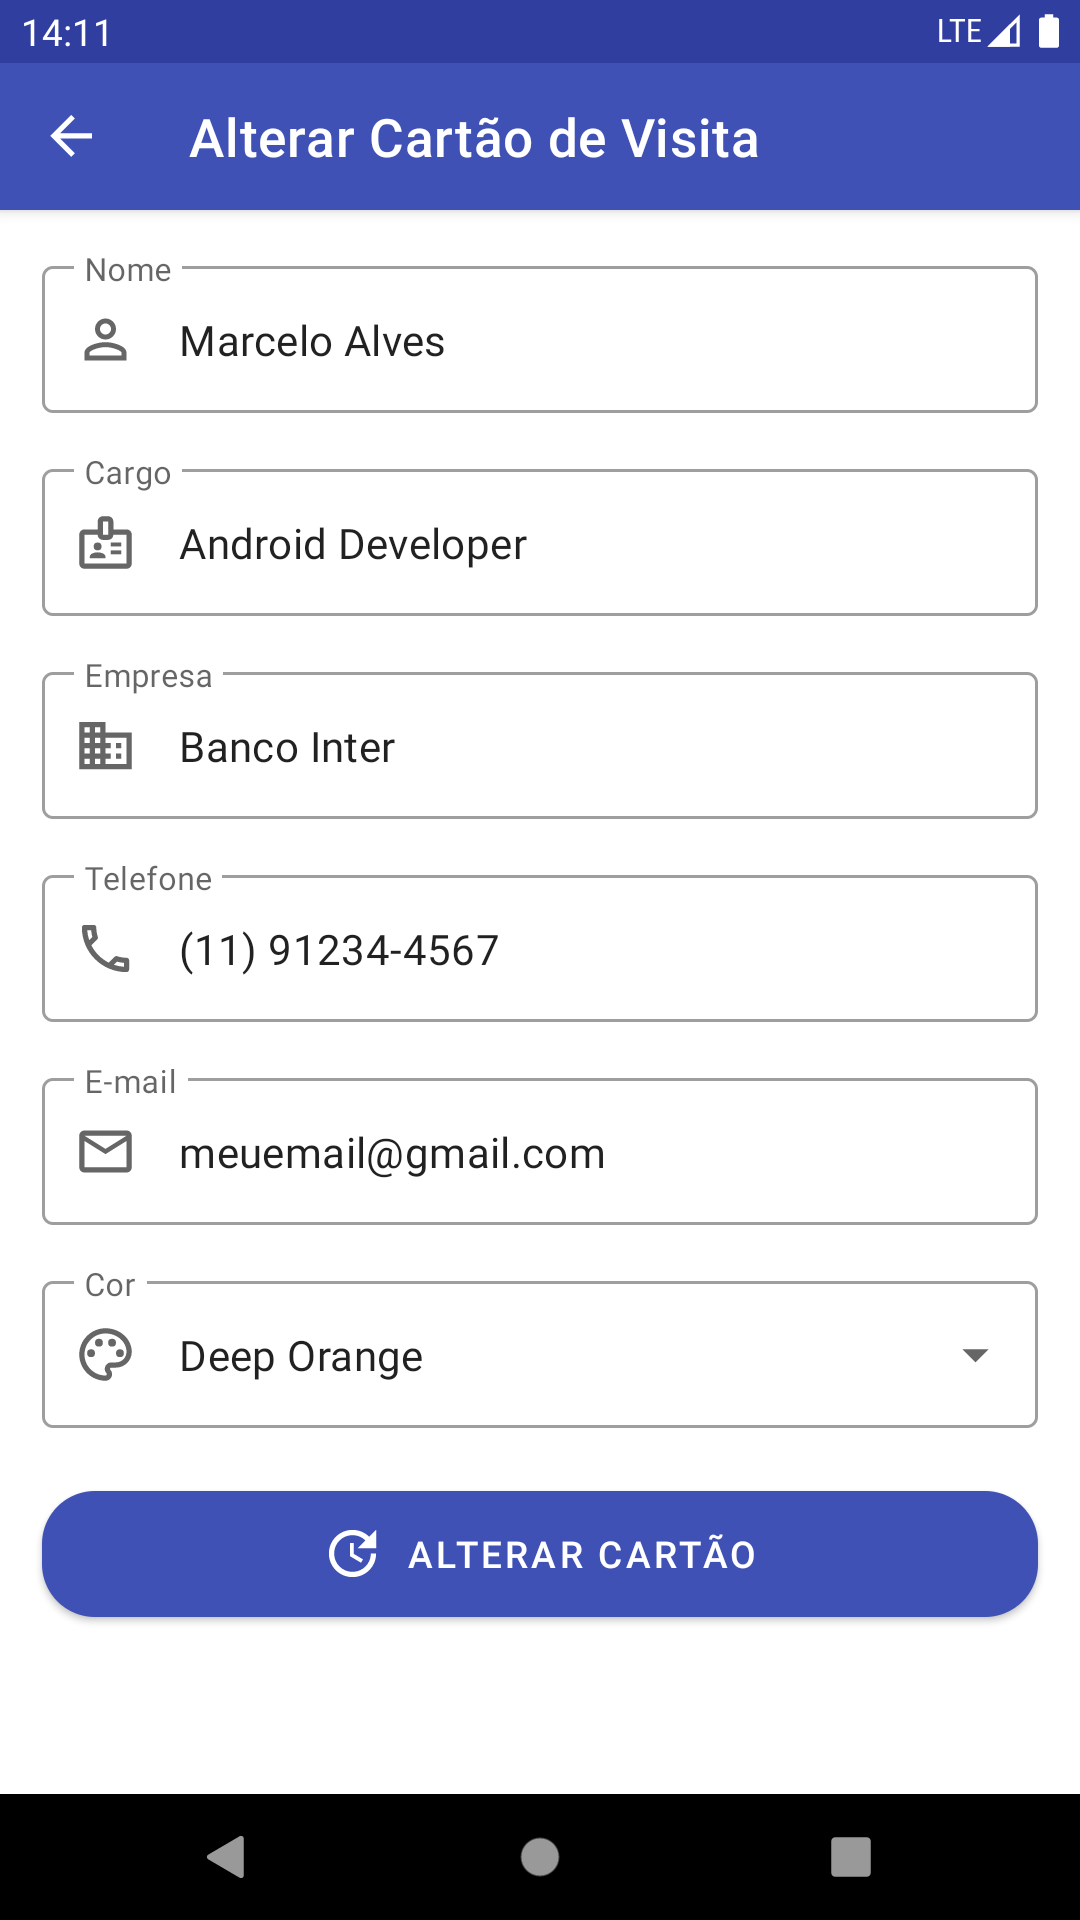 14:11 LTE
Alterar Cartão de Visita
Nome
Marcelo Alves
Cargo
Android Developer
Empresa
Banco Inter
Telefone
(11) 91234-4567
E-mail
meuemail@gmail.com
Cor
Deep Orange
ALTERAR CARTÃO